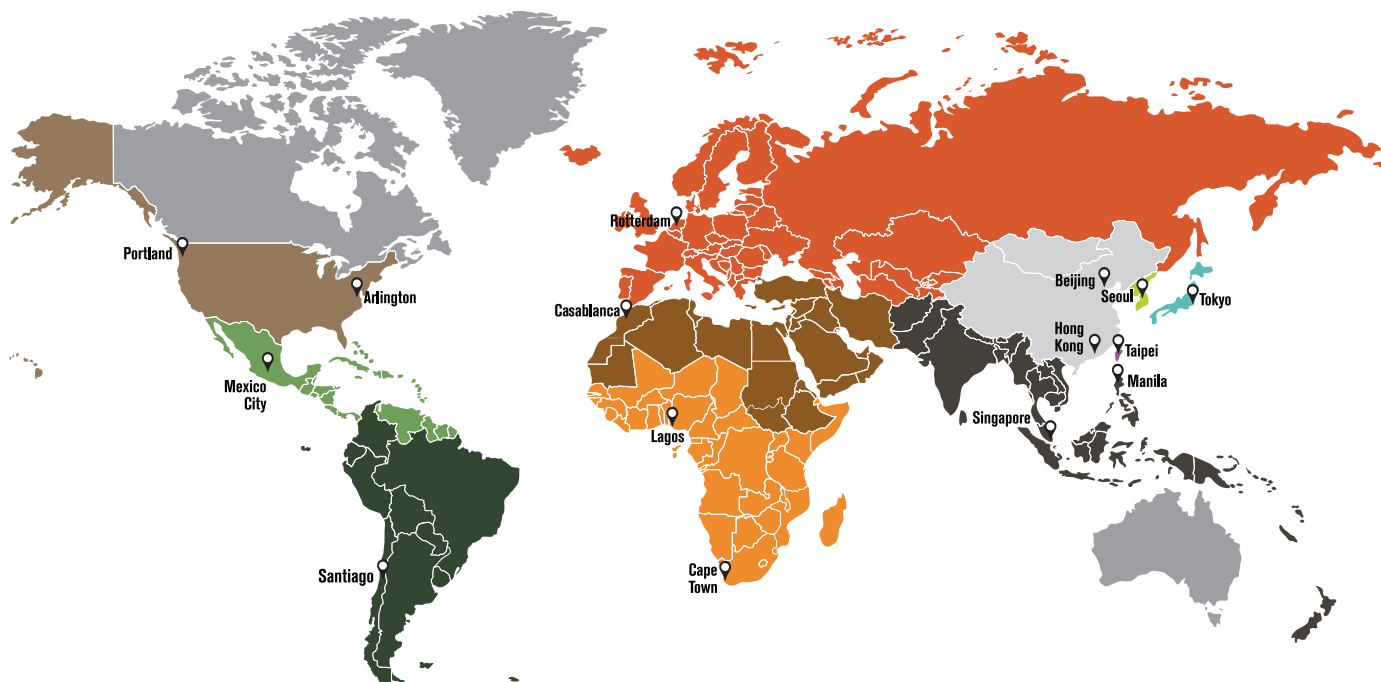 Rotterdam
Portland
Beijing
Arlington
Seoul
Tokyo
Casablanca
Hong
Kong
Taipei
Mexico
City
Manila
Singapore
Lagos
Santiago
Cape
Town